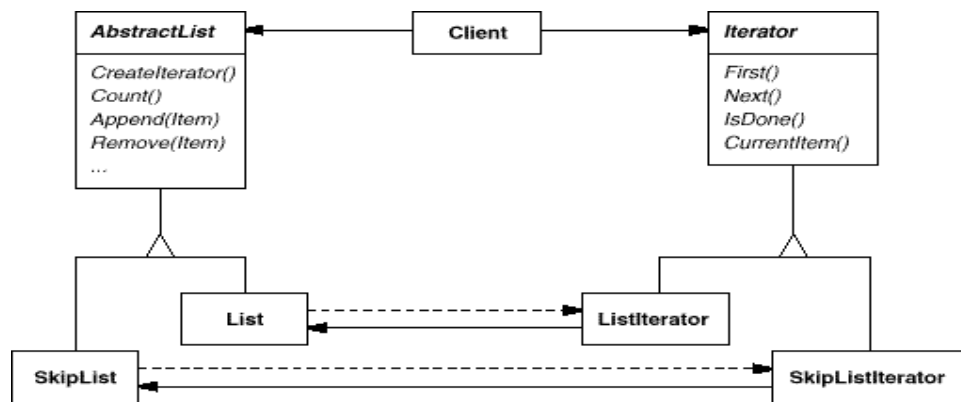 AbstractList
CreateIterator()
Count()
Append(Item)
Remove(Item)
...
Client
Iterator
First()
Next()
IsDone()
CurrentItem()
List
ListIterator
SkipList
SkipListIterator